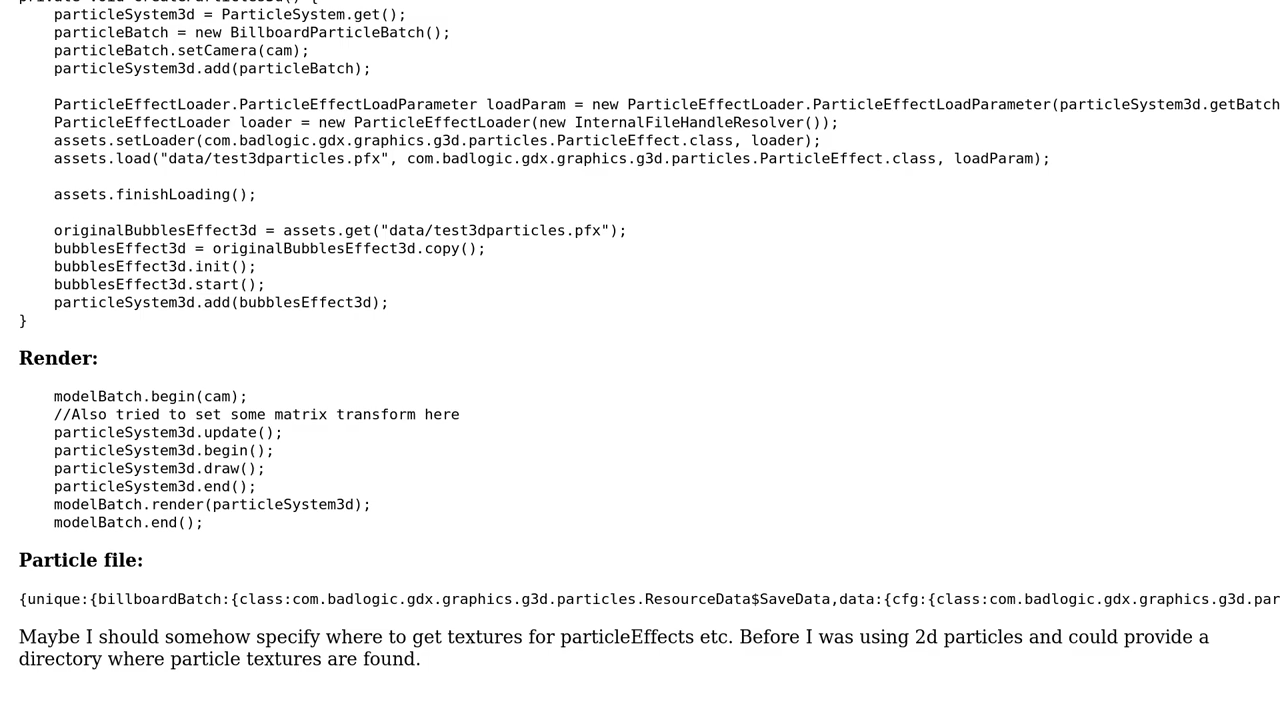 particleSystem3d = ParticleSystem.get();
    particleBatch = new BillboardParticleBatch();
    particleBatch.setCamera(cam);
    particleSystem3d.add(particleBatch);

    ParticleEffectLoader.ParticleEffectLoadParameter loadParam = new ParticleEffectLoader.ParticleEffectLoadParameter(particleSystem3d.getBatch
    ParticleEffectLoader loader = new ParticleEffectLoader(new InternalFileHandleResolver());
    assets.setLoader(com.badlogic.gdx.graphics.g3d.particles.ParticleEffect.class, loader);
    assets.load("data/test3dparticles.pfx", com.badlogic.gdx.graphics.g3d.particles.ParticleEffect.class, loadParam);

    assets.finishLoading();

    originalBubblesEffect3d = assets.get("data/test3dparticles.pfx");
    bubblesEffect3d = originalBubblesEffect3d.copy();
    bubblesEffect3d.init();
    bubblesEffect3d.start();
    particleSystem3d.add(bubblesEffect3d);
}
Render:
    modelBatch.begin(cam);
    //Also tried to set some matrix transform here
    particleSystem3d.update();
    particleSystem3d.begin();
    particleSystem3d.draw();
    particleSystem3d.end();
    modelBatch.render(particleSystem3d);
    modelBatch.end();
Particle file:
{unique:{billboardBatch:{class:com.badlogic.gdx.graphics.g3d.particles.ResourceData$SaveData,data:{cfg:{class:com.badlogic.gdx.graphics.g3d.par
Maybe I should somehow specify where to get textures for particleEffects etc. Before I was using 2d particles and could provide a
directory where particle textures are found.